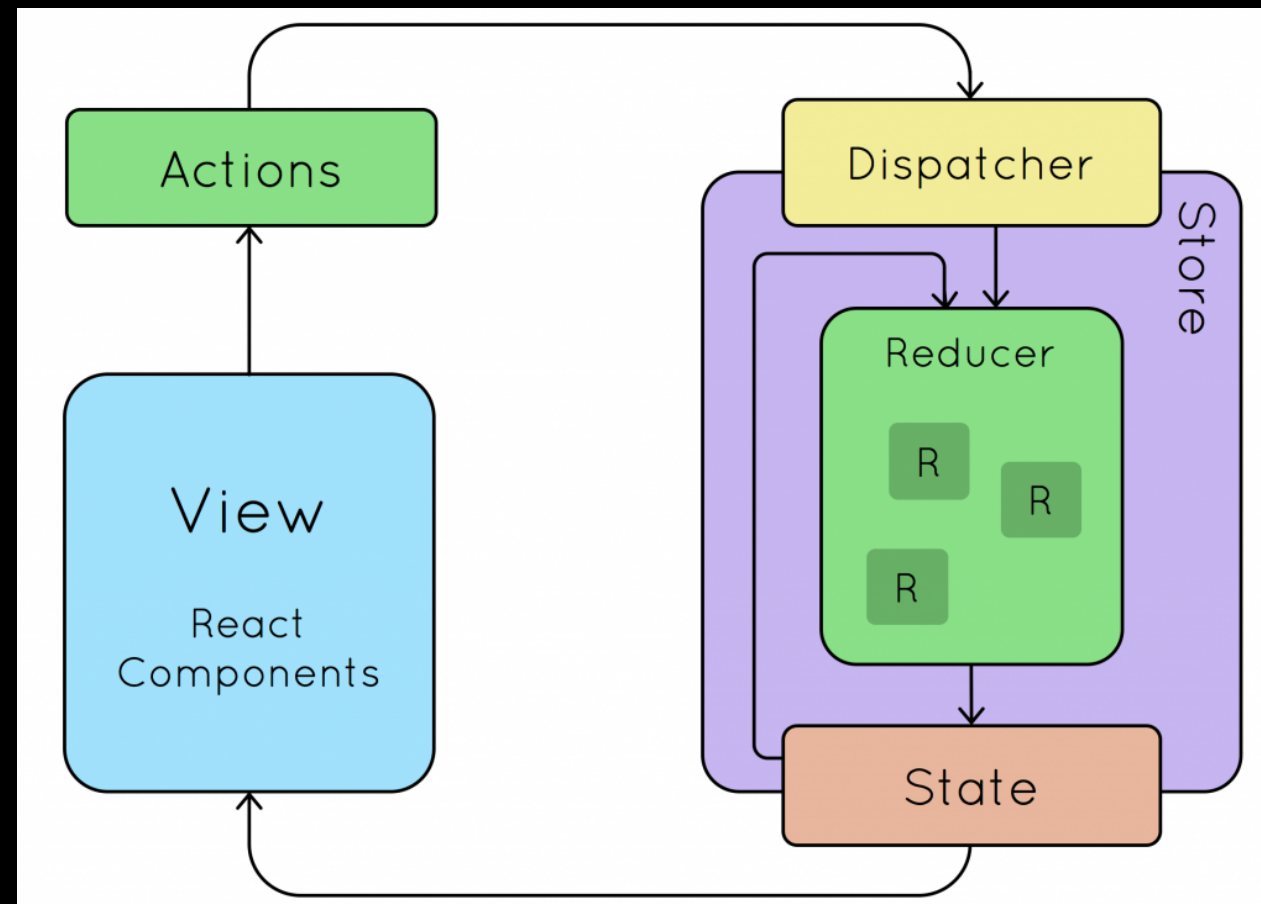 Actions
Dispatcher
Store
Reducer
R
R
R
View
React
Components
State